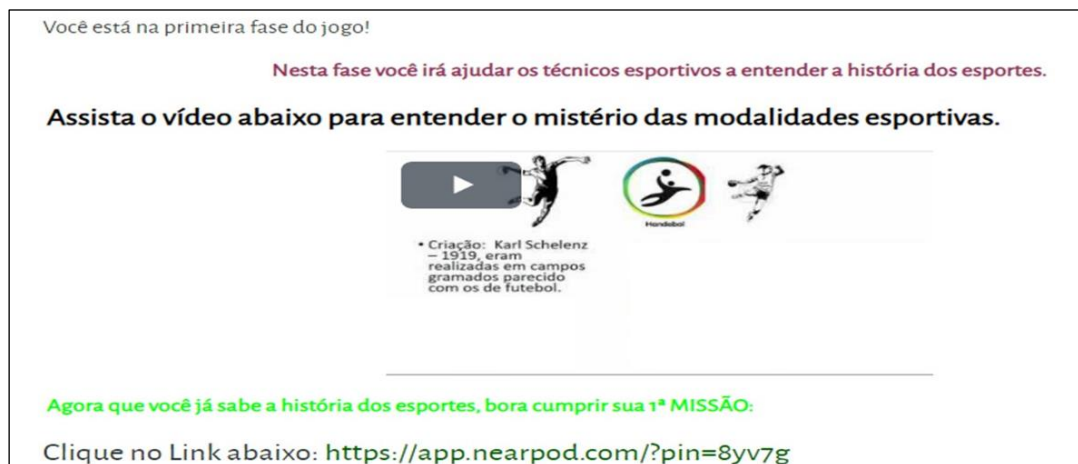 Você está na primeira fase do jogo!
Nesta fase você irá ajudar os técnicos esportivos a entender a história dos esportes.
Assista o vídeo abaixo para entender o mistério das modalidades esportivas.
Handebol
• Criação: Karl Schelenz
– 1919, eram
realizadas em campos
gramados parecido
com os de futebol.
Agora que você já sabe a história dos esportes, bora cumprir sua 1ª MISSÃO:
Clique no Link abaixo: https://app.nearpod.com/?pin=8yv7g